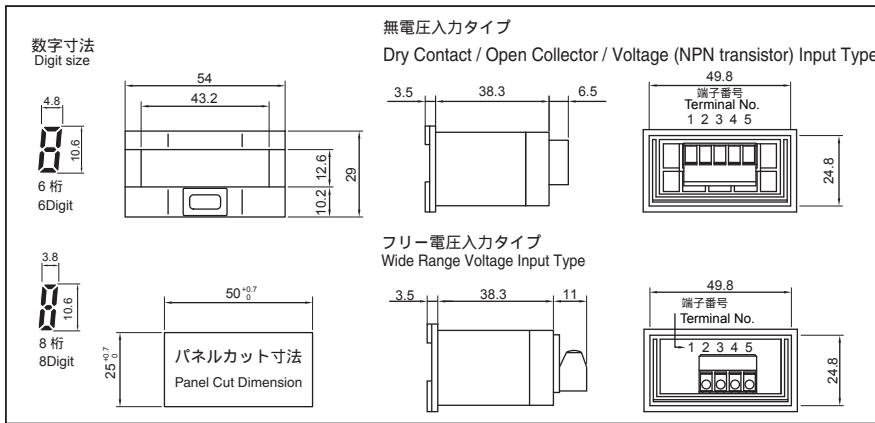 数字寸法
Digit size
4.8
10.6
6 桁
6Digit
3.8
10.6
8 桁
8Digit
54
43.2
12.6
10.2
29
50 +0.7 0
25 +0.7 0
パネルカット寸法
Panel Cut Dimension
無電圧入力タイプ
Dry Contact / Open Collector / Voltage (NPN transistor) Input Type
3.5
38.3
6.5
49.8
端子番号
Terminal No.
1 2 3 4 5
24.8
フリー電圧入力タイプ
Wide Range Voltage Input Type
3.5
38.3
11
49.8
端子番号
Terminal No.
1 2 3 4 5
24.8